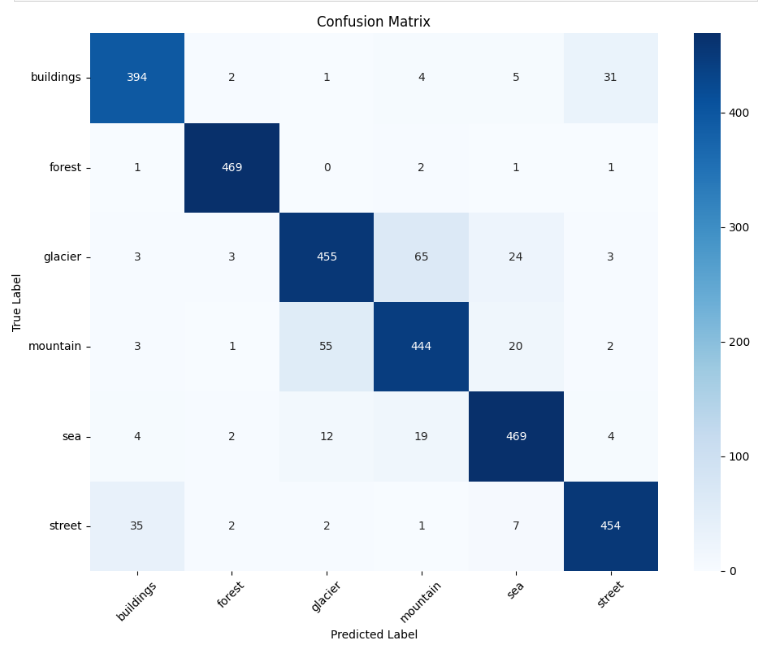 Confusion Matrix
buildings 394 2 1 4 5 31
forest 1 469 0 2 1 1
glacier 3 3 455 65 24 3
mountain 3 1 55 444 20 2
sea 4 2 12 19 469 4
street 35 2 2 1 7 454
buildings forest glacier mountain sea street
Predicted Label
True Label
400
300
200
100
0